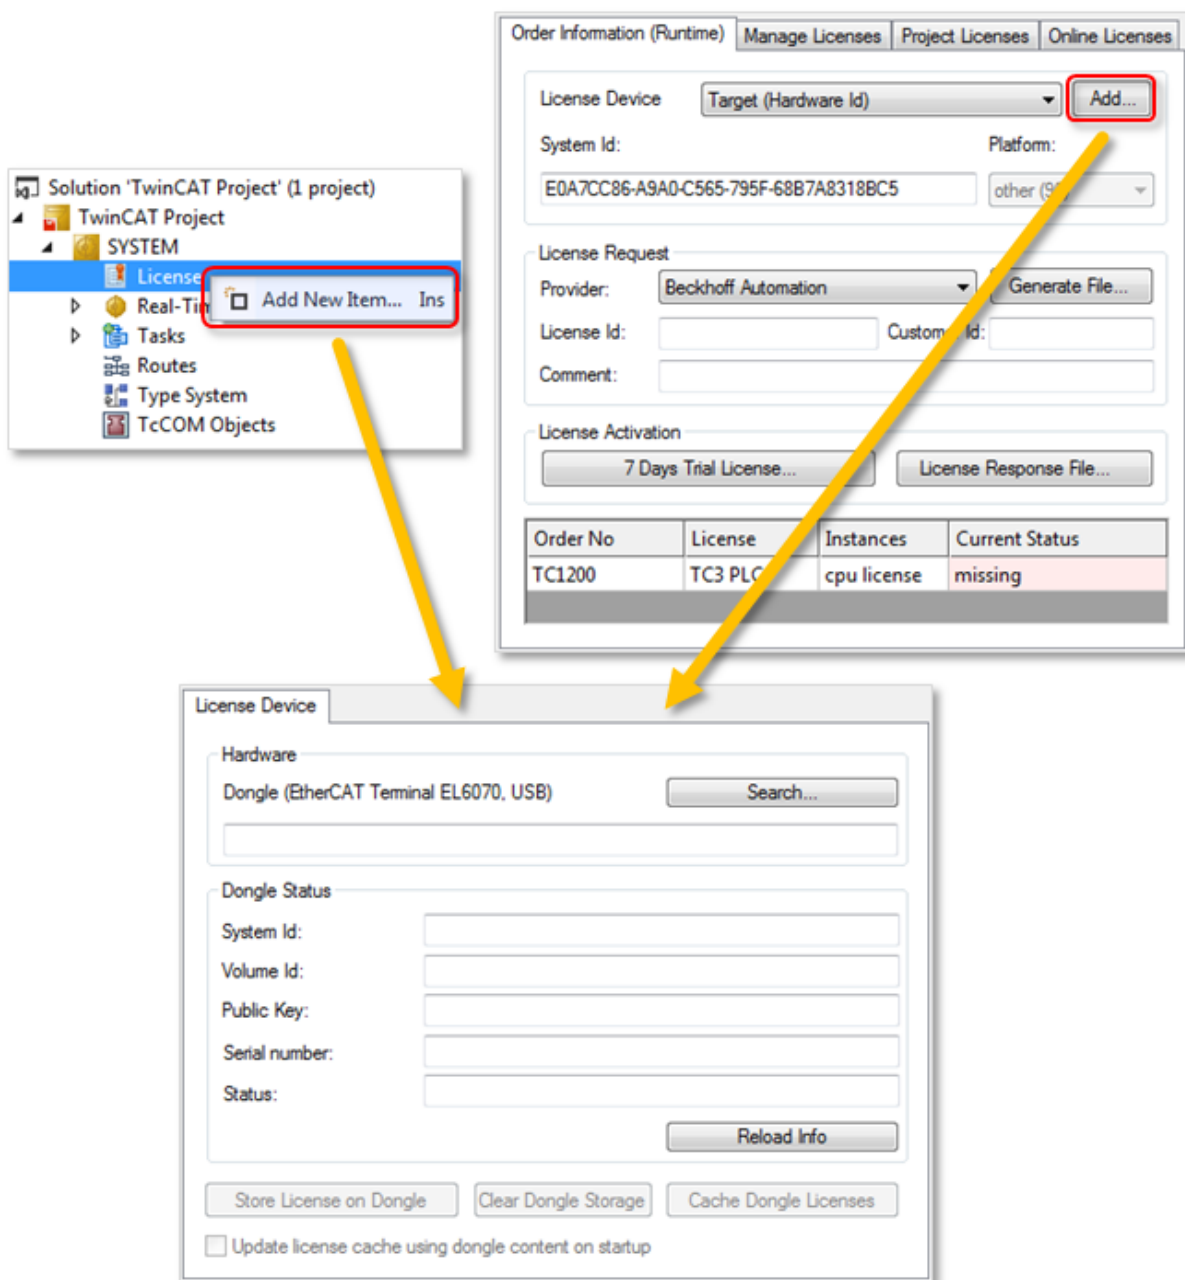 Order Information (Runtime) Manage Licenses Project Licenses Online Licenses
License Device Target (Hardware Id) Add...
System Id: Platform:
E0A7CC86-A9A0-C565-795F-68B7A8318BC5 other
License Request
Provider: Beckhoff Automation Generate File...
License Id: Id:
Comment:
License Activation
7 Days Trial License... License Response File...
Order No License Instances Current Status
TC1200 TC3 PLC cpu license missing
Solution 'TwinCAT Project' (1 project)
TwinCAT Project
SYSTEM
License
Add New Item... Ins
Real-Tim
Tasks
Routes
Type System
TcCOM Objects
License Device
Hardware
Dongle (EtherCAT Terminal EL6070, USB) Search...
Dongle Status
System Id:
Volume Id:
Public Key:
Serial number:
Status:
Reload Info
Store License on Dongle Clear Dongle Storage Cache Dongle Licenses
Update license cache using dongle content on startup